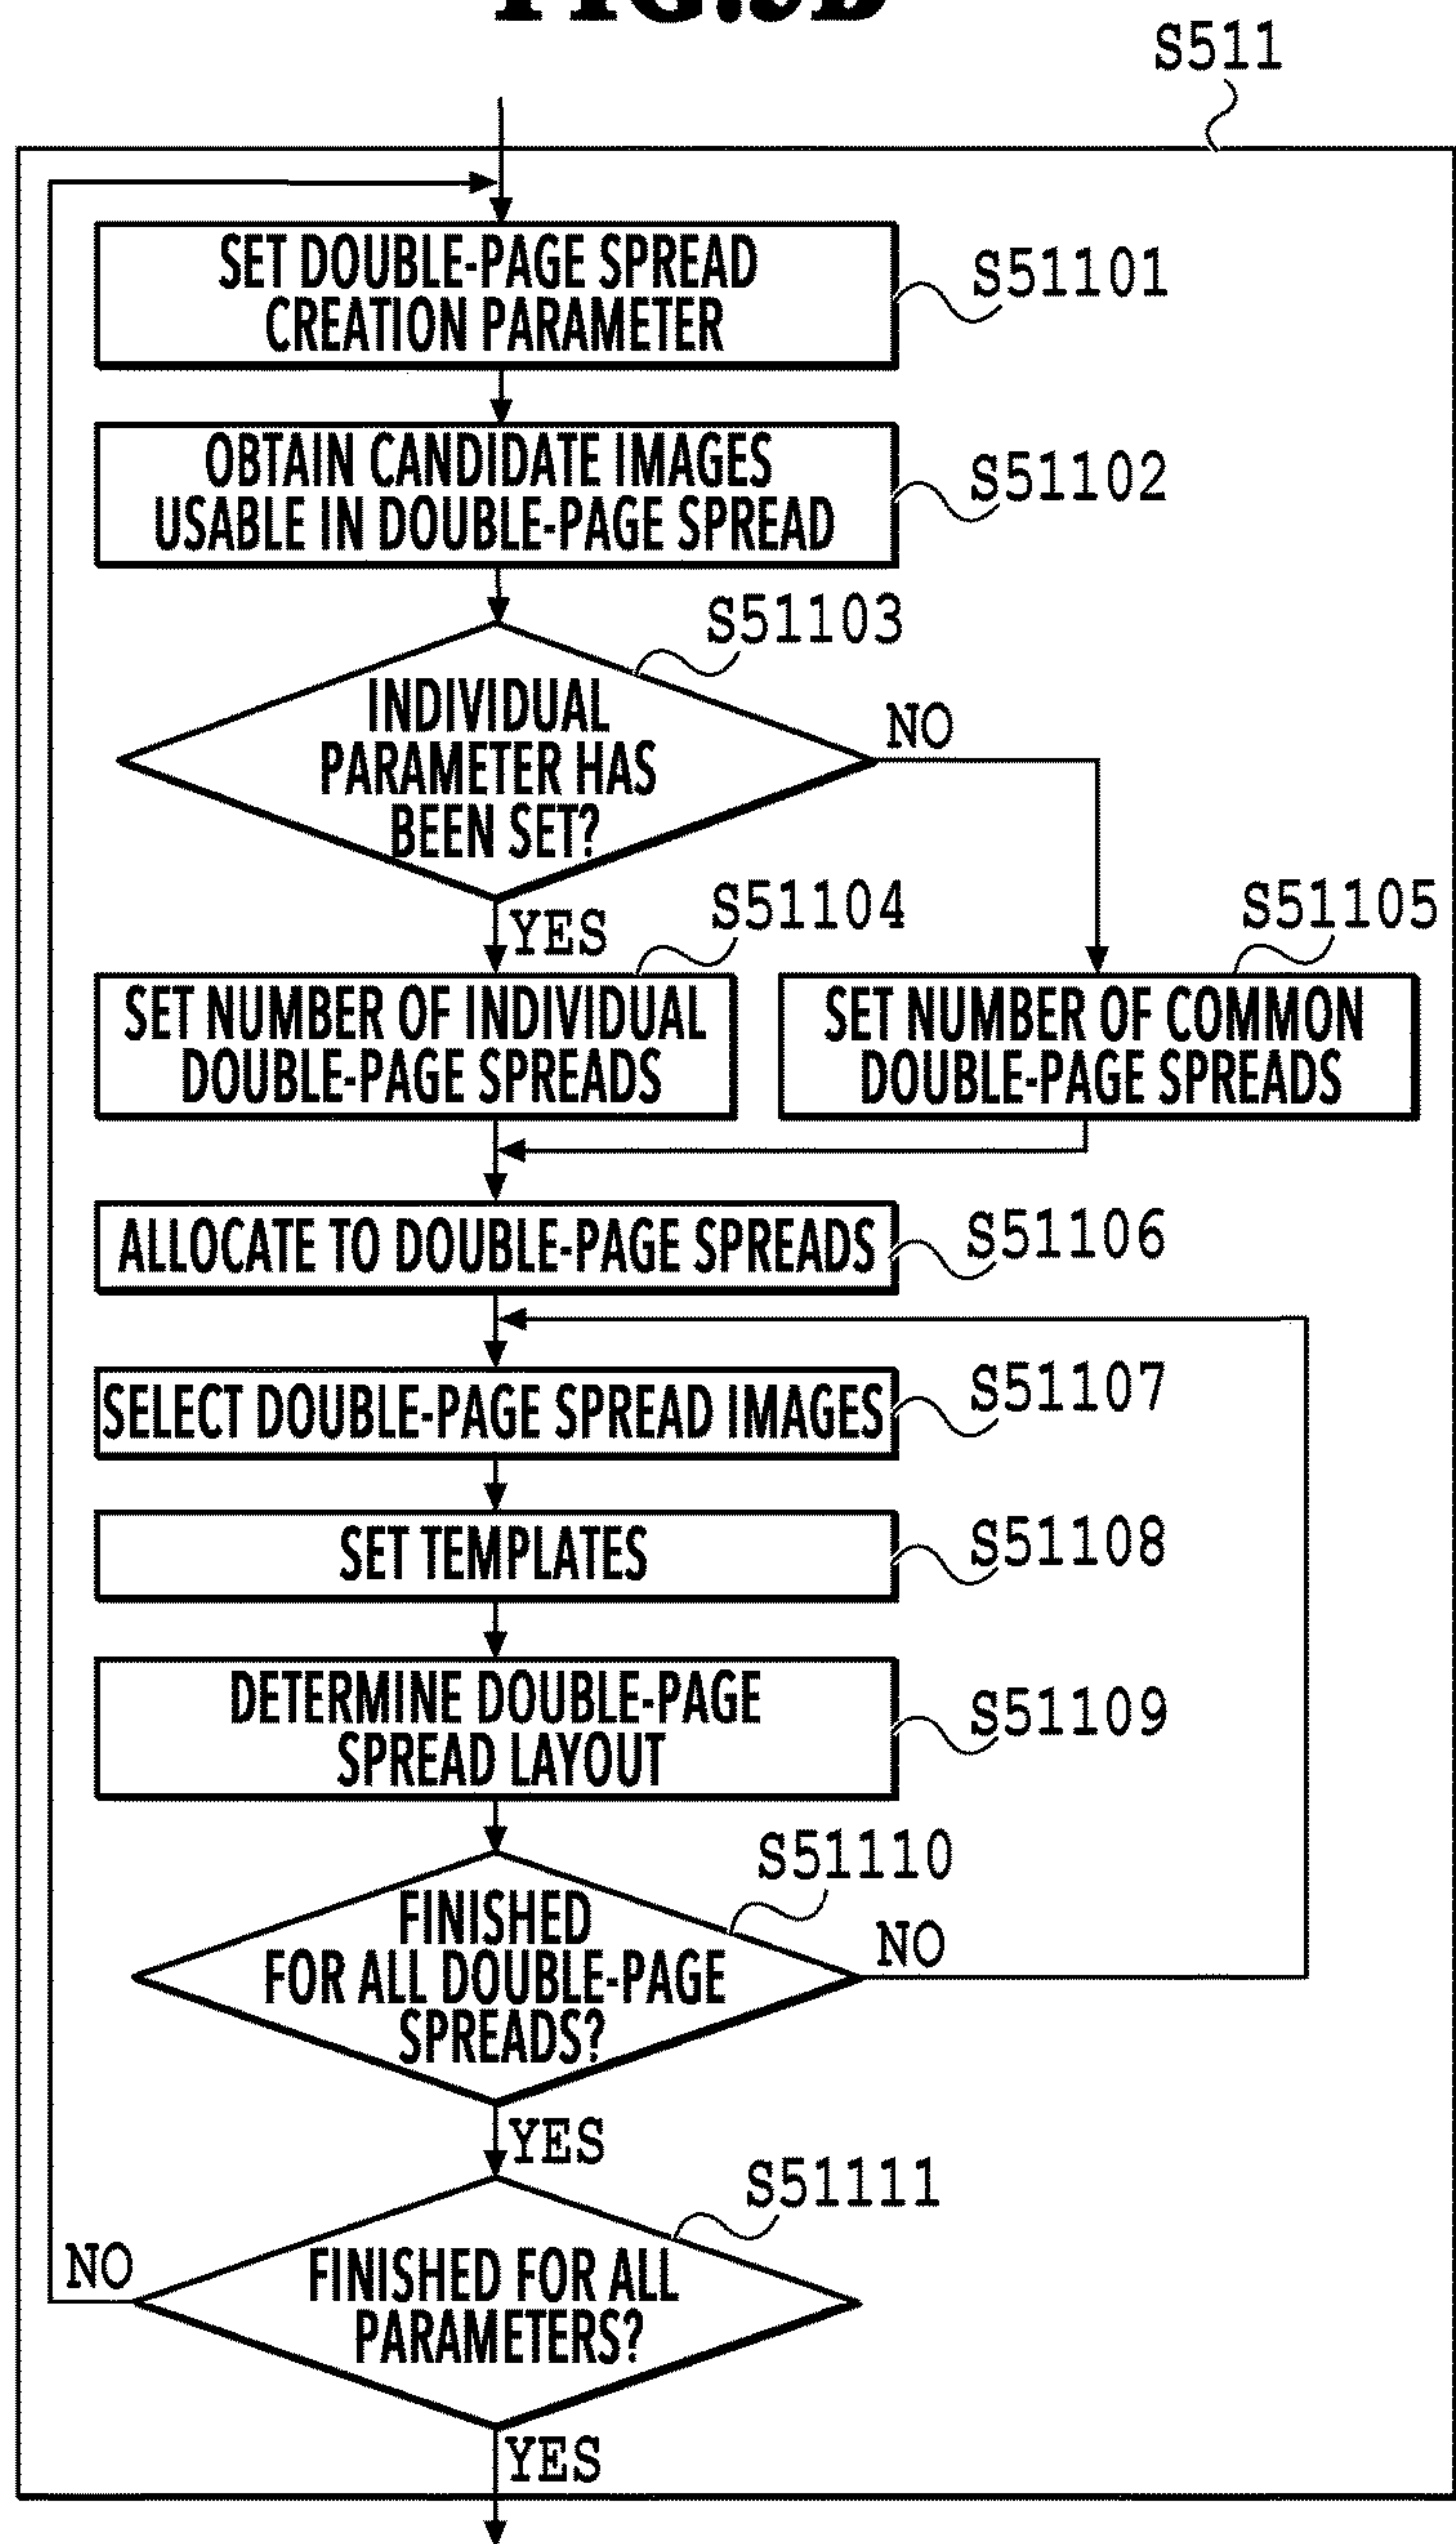 S511
SET DOUBLE-PAGE SPREAD
CREATION PARAMETER
S51101
OBTAIN CANDIDATE IMAGES
USABLE IN DOUBLE-PAGE SPREAD
S51102
S51103
INDIVIDUAL
PARAMETER HAS
BEEN SET?
NO
YES
S51104
S51105
SET NUMBER OF INDIVIDUAL
DOUBLE-PAGE SPREADS
SET NUMBER OF COMMON
DOUBLE-PAGE SPREADS
ALLOCATE TO DOUBLE-PAGE SPREADS
S51106
SELECT DOUBLE-PAGE SPREAD IMAGES
S51107
SET TEMPLATES
S51108
DETERMINE DOUBLE-PAGE
SPREAD LAYOUT
S51109
S51110
FINISHED
FOR ALL DOUBLE-PAGE
SPREADS?
NO
YES
S51111
NO
FINISHED FOR ALL
PARAMETERS?
YES